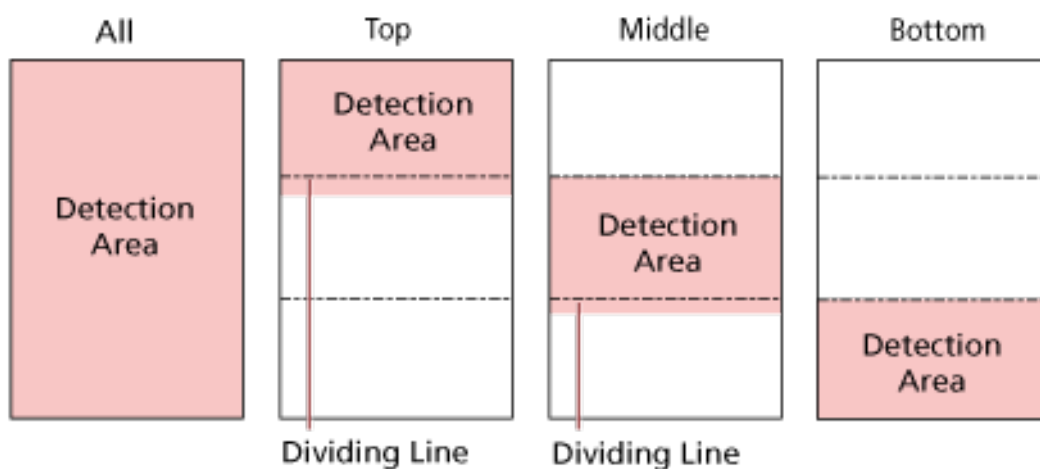 All
Top
Middle
Bottom
Detection
Area
Detection
Area
Detection
Area
Detection
Area
Dividing Line
Dividing Line